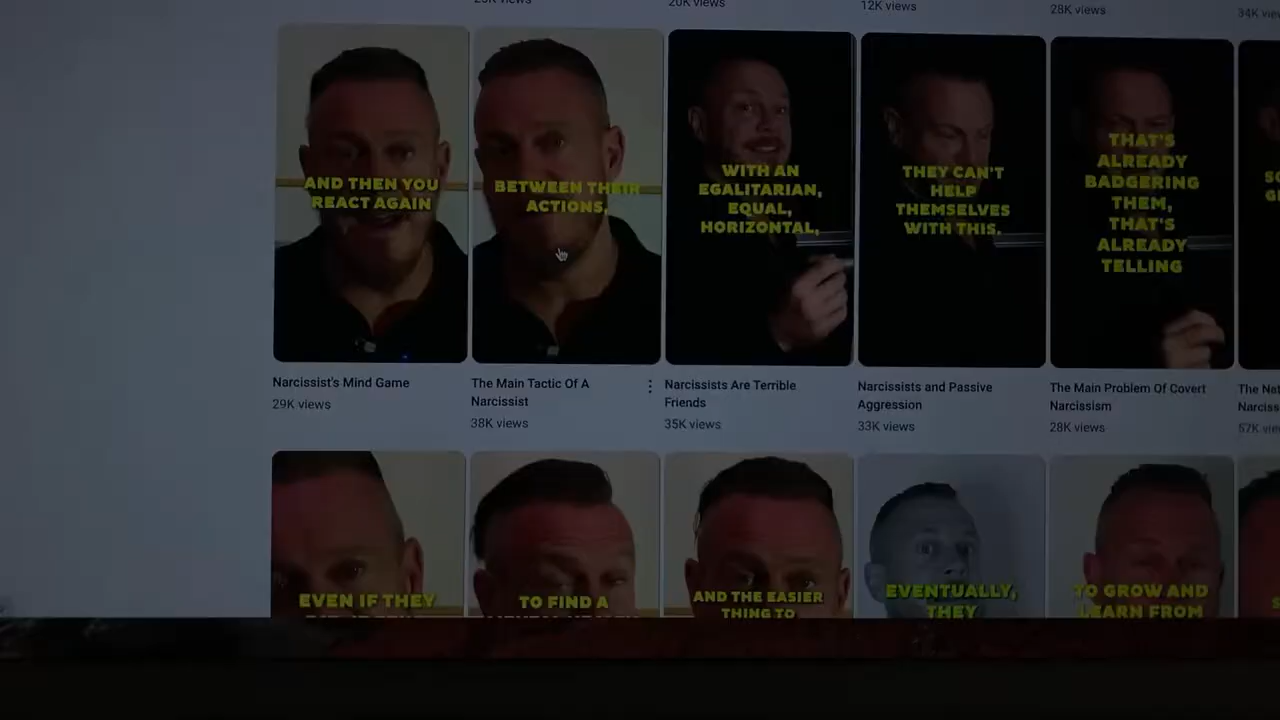 20K views
12K views
28K views
AND THEN YOU
REACT AGAIN
BETWEEN THEIR
ACTIONS,
WITH AN
EGALITARIAN,
EQUAL,
HORIZONTAL,
THEY CAN'T
HELP
THEMSELVES
WITH THIS.
THAT'S
ALREADY
BADGERING
THEM,
THAT'S
ALREADY
TELLING
Narcissist's Mind Game
29K views
The Main Tactic Of A
Narcissist
38K views
Narcissists Are Terrible
Friends
35K views
Narcissists and Passive
Aggression
33K views
The Main Problem Of Covert
Narcissism
28K views
EVEN IF THEY
TO FIND A
AND THE EASIER
THING TO
EVENTUALLY,
THEY
TO GROW AND
LEARN FROM